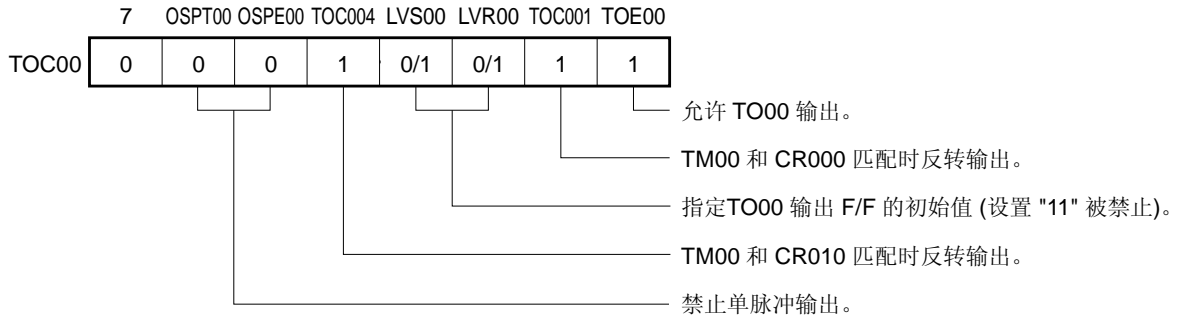 7 OSPT00 OSPE00 TOC004 LVS00 LVR00 TOC001 TOE00
TOC00 0 0 0 1 0/1 0/1 1 1
允许 TO00 输出。
TM00 和 CR000 匹配时反转输出。
指定TO00 输出 F/F 的初始值 (设置 "11" 被禁止)。
TM00 和 CR010 匹配时反转输出。
禁止单脉冲输出。